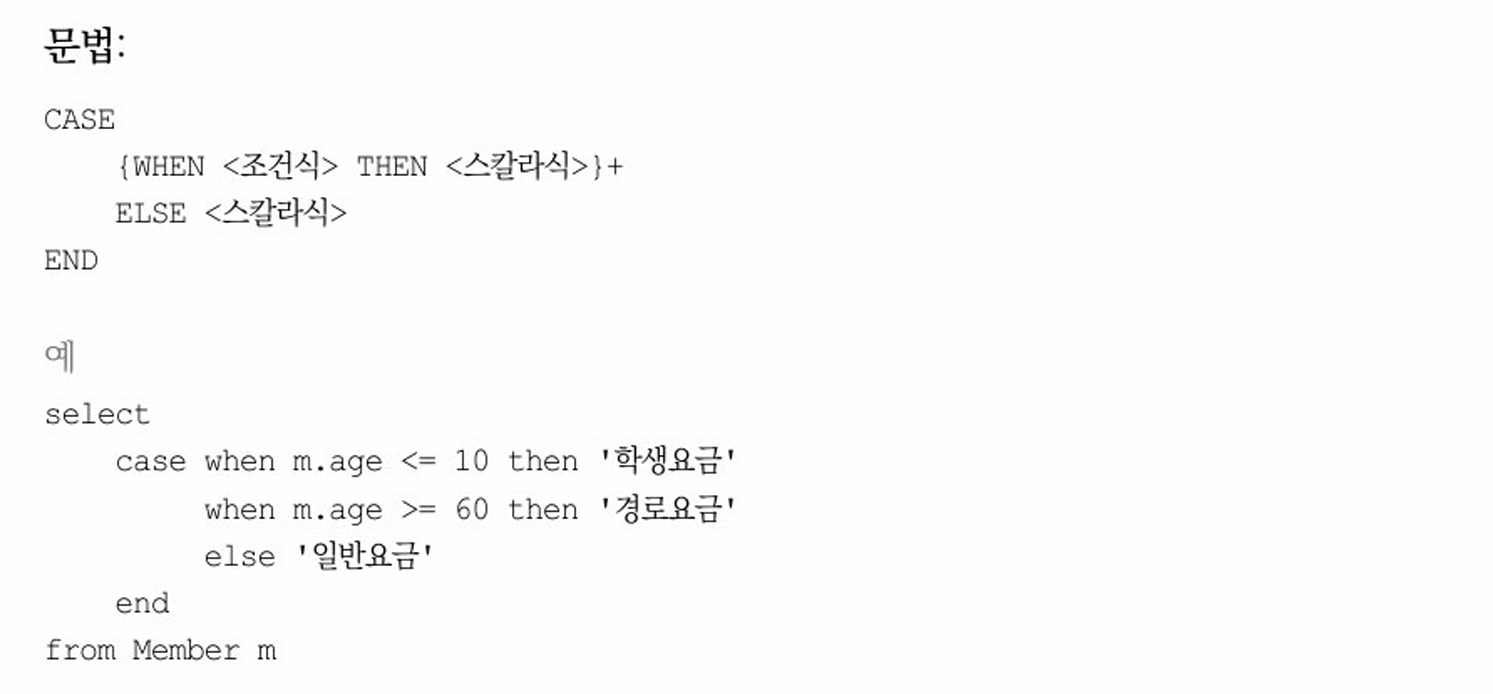 문법:
CASE
    {WHEN <조건식> THEN <스칼라식>}+
    ELSE <스칼라식>
END
예
select
    case when m.age <= 10 then '학생요금'
         when m.age >= 60 then '경로요금'
         else '일반요금'
    end
from Member m